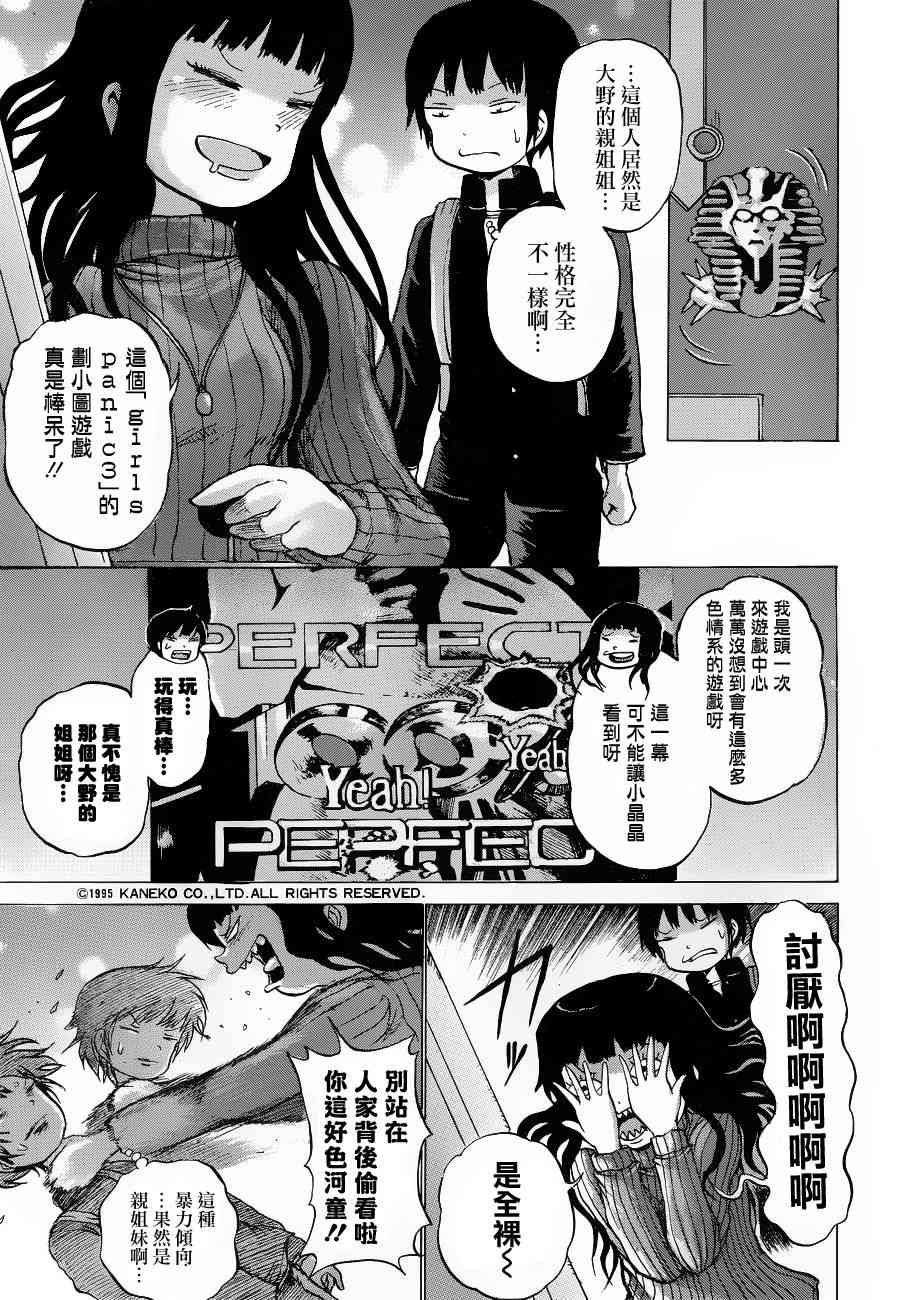 …這個人居然是
大野的親姐姐…
性格完全
不一樣啊…
這個「girls
panic3」的
劃小圖遊戲
真是棒呆了!!
我是頭一次
來遊戲中心
萬萬沒想到會有這麼多
色情系的遊戲呀
這一幕
可不能讓小晶晶
看到呀
PERFECT
Yeah!
Yeah!
PERFEC
玩…
玩得真棒…
真不愧是
那個大野的
姐姐呀…
©1995 KANEKO CO.,LTD.ALL RIGHTS RESERVED.
討厭啊啊啊啊啊
是全裸~
別站在
人家背後偷看啦
你這好色河童!!
這種
暴力傾向
…果然是
親姐妹啊…